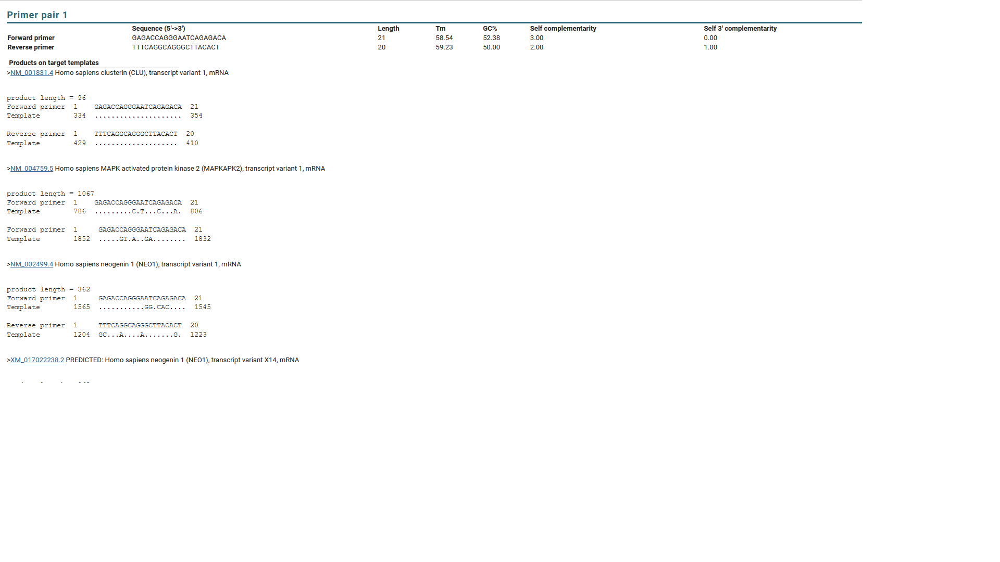 Primer pair 1
Sequence (5'->3') Length Tm GC% Self complementarity Self 3' complementarity
Forward primer GAGACCAGGGAATCAGAGACA 21 58.54 52.38 3.00 0.00
Reverse primer TTTCAGGCAGGGCTTACACT 20 59.23 50.00 2.00 1.00
Products on target templates
>NM_001831.4 Homo sapiens clusterin (CLU), transcript variant 1, mRNA
product length = 96
Forward primer 1 GAGACCAGGGAATCAGAGACA 21
Template 334 ..................... 354
Reverse primer 1 TTTCAGGCAGGGCTTACACT 20
Template 429 .................... 410
>NM_004759.5 Homo sapiens MAPK activated protein kinase 2 (MAPKAPK2), transcript variant 1, mRNA
product length = 1067
Forward primer 1 GAGACCAGGGAATCAGAGACA 21
Template 786 .........C.T...C...A. 806
Forward primer 1 GAGACCAGGGAATCAGAGACA 21
Template 1852 .....GT.A..GA........ 1832
>NM_002499.4 Homo sapiens neogenin 1 (NEO1), transcript variant 1, mRNA
product length = 362
Forward primer 1 GAGACCAGGGAATCAGAGACA 21
Template 1565 ...........GG.CAC.... 1545
Reverse primer 1 TTTCAGGCAGGGCTTACACT 20
Template 1204 GC...A....A.......G. 1223
>XM_017022238.2 PREDICTED: Homo sapiens neogenin 1 (NEO1), transcript variant X14, mRNA